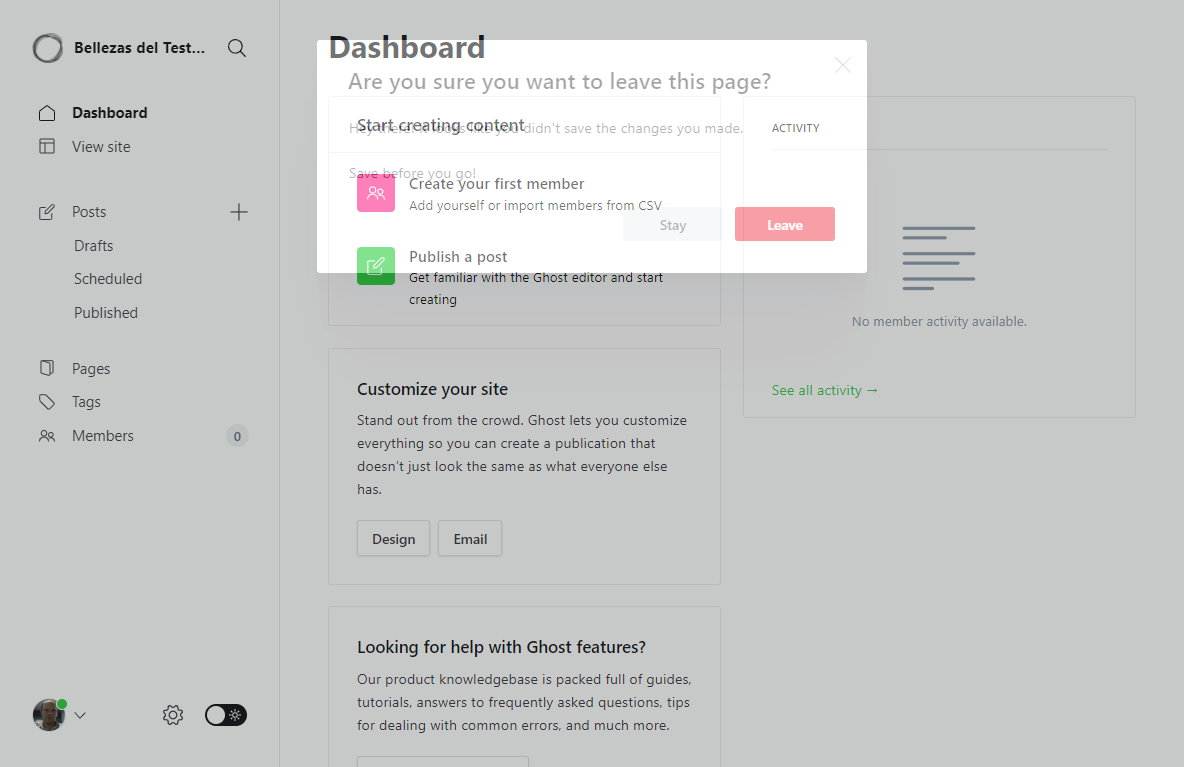 Bellezas del Test...
Dashboard
View site
Posts
Drafts
Scheduled
Published
Pages
Tags
Members
0
Dashboard
Are you sure you want to leave this page?
Start creating content
Hey there! It looks like you didn't save the changes you made.
Save before you go!
Create your first member
Add yourself or import members from CSV
Stay
Leave
Publish a post
Get familiar with the Ghost editor and start
creating
ACTIVITY
No member activity available.
See all activity →
Customize your site
Stand out from the crowd. Ghost lets you customize
everything so you can create a publication that
doesn't just look the same as what everyone else
has.
Design
Email
Looking for help with Ghost features?
Our product knowledgebase is packed full of guides,
tutorials, answers to frequently asked questions, tips
for dealing with common errors, and much more.